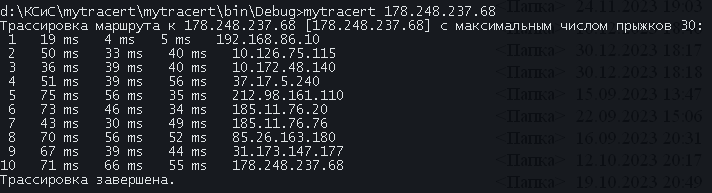 d:\КСиС\mytracert\mytracert\bin\Debug>mytracert 178.248.237.68
Трассировка маршрута к 178.248.237.68 [178.248.237.68] с максимальным числом прыжков 30:
1 19 ms 4 ms 5 ms 192.168.86.10
2 50 ms 33 ms 40 ms 10.126.75.115
3 36 ms 39 ms 40 ms 10.172.48.140
4 51 ms 39 ms 56 ms 37.17.5.240
5 75 ms 56 ms 35 ms 212.98.161.110
6 73 ms 46 ms 34 ms 185.11.76.20
7 43 ms 30 ms 49 ms 185.11.76.76
8 70 ms 56 ms 52 ms 85.26.163.180
9 67 ms 39 ms 44 ms 31.173.147.177
10 71 ms 66 ms 55 ms 178.248.237.68
Трассировка завершена.
<Папка> 24.11.2023 19:03
<Папка> 30.12.2023 18:17
<Папка> 30.12.2023 18:18
<Папка> 15.09.2023 13:47
<Папка> 22.09.2023 15:06
<Папка> 16.09.2023 20:31
<Папка> 12.10.2023 20:17
<Папка> 19.10.2023 20:49